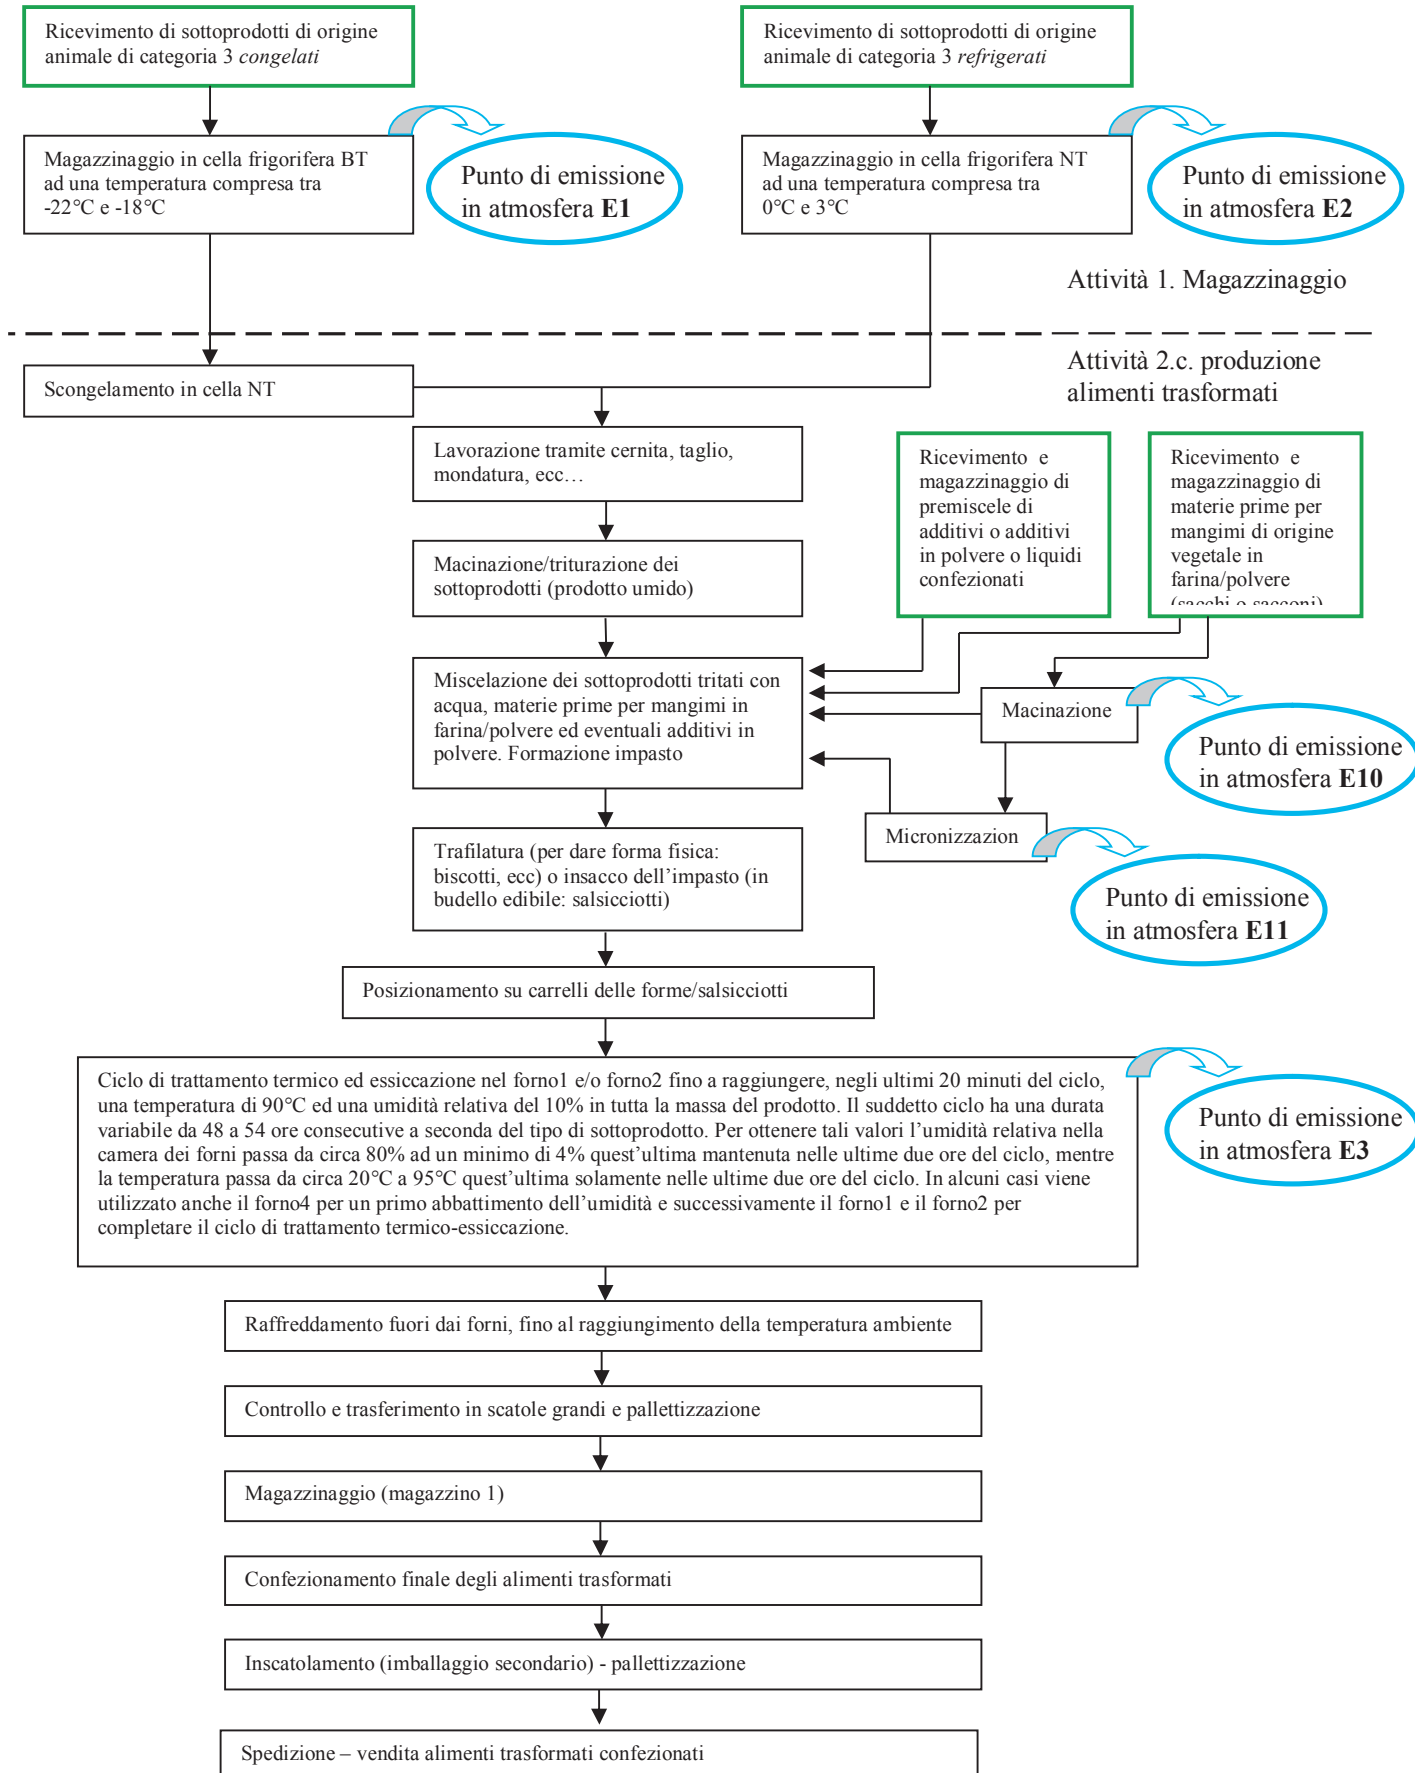 Ricevimento di sottoprodotti di origine
animale di categoria 3 congelati
Ricevimento di sottoprodotti di origine
animale di categoria 3 refrigerati
Magazzinaggio in cella frigorifera BT
ad una temperatura compresa tra
-22°C e -18°C
Punto di emissione
in atmosfera E1
Magazzinaggio in cella frigorifera NT
ad una temperatura compresa tra
0°C e 3°C
Punto di emissione
in atmosfera E2
Attività 1. Magazzinaggio
Attività 2.c. produzione
alimenti trasformati
Scongelamento in cella NT
Lavorazione tramite cernita, taglio,
mondatura, ecc…
Ricevimento e
magazzinaggio di
premiscele di
additivi o additivi
in polvere o liquidi
confezionati
Ricevimento e
magazzinaggio di
materie prime per
mangimi di origine
vegetale in
farina/polvere
(sacchi o sacconi)
Macinazione/triturazione dei
sottoprodotti (prodotto umido)
Miscelazione dei sottoprodotti tritati con
acqua, materie prime per mangimi in
farina/polvere ed eventuali additivi in
polvere. Formazione impasto
Macinazione
Punto di emissione
in atmosfera E10
Micronizzazion
Punto di emissione
in atmosfera E11
Trafilatura (per dare forma fisica:
biscotti, ecc) o insacco dell’impasto (in
budello edibile: salsicciotti)
Posizionamento su carrelli delle forme/salsicciotti
Ciclo di trattamento termico ed essiccazione nel forno1 e/o forno2 fino a raggiungere, negli ultimi 20 minuti del ciclo,
una temperatura di 90°C ed una umidità relativa del 10% in tutta la massa del prodotto. Il suddetto ciclo ha una durata
variabile da 48 a 54 ore consecutive a seconda del tipo di sottoprodotto. Per ottenere tali valori l’umidità relativa nella
camera dei forni passa da circa 80% ad un minimo di 4% quest’ultima mantenuta nelle ultime due ore del ciclo, mentre
la temperatura passa da circa 20°C a 95°C quest’ultima solamente nelle ultime due ore del ciclo. In alcuni casi viene
utilizzato anche il forno4 per un primo abbattimento dell’umidità e successivamente il forno1 e il forno2 per
completare il ciclo di trattamento termico-essiccazione.
Punto di emissione
in atmosfera E3
Raffreddamento fuori dai forni, fino al raggiungimento della temperatura ambiente
Controllo e trasferimento in scatole grandi e pallettizzazione
Magazzinaggio (magazzino 1)
Confezionamento finale degli alimenti trasformati
Inscatolamento (imballaggio secondario) - pallettizzazione
Spedizione – vendita alimenti trasformati confezionati